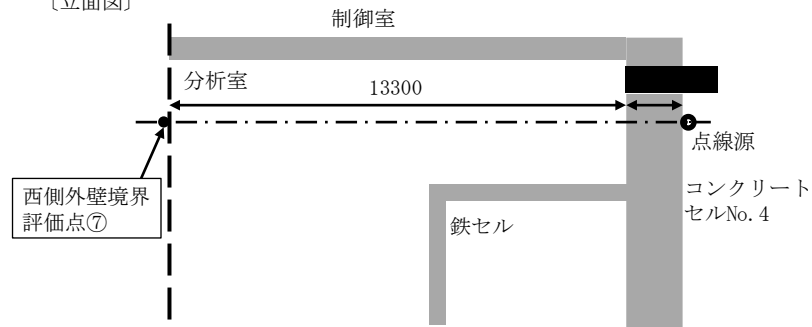 〔立面図〕
制御室
分析室
13300
点線源
西側外壁境界
評価点⑦
コンクリート
セルNo.4
鉄セル